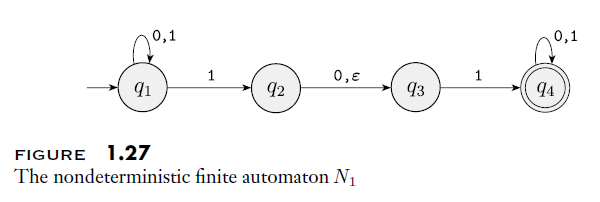 0,1 0,1
1 0,ε 1
q1 q2 q3 q4
FIGURE 1.27
The nondeterministic finite automaton N1